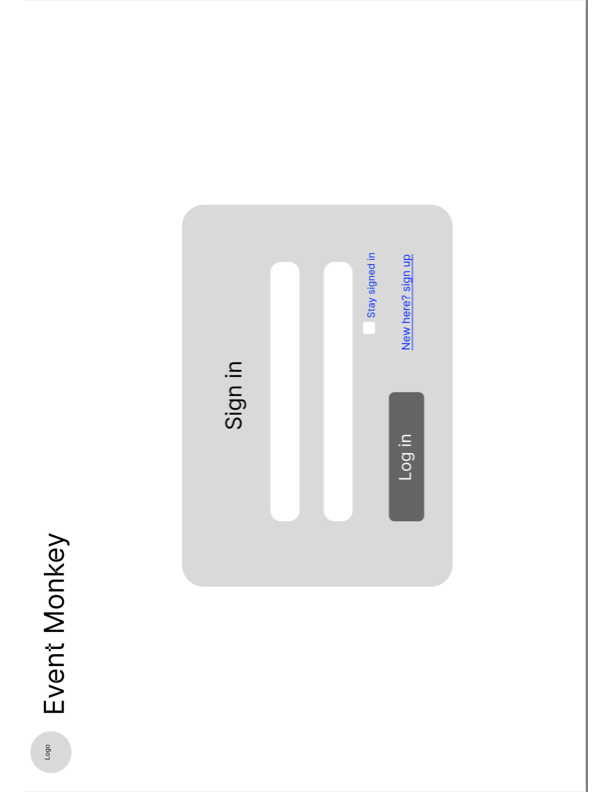 Logo
Event Monkey
Sign in
Stay signed in
Log in
New here? sign up